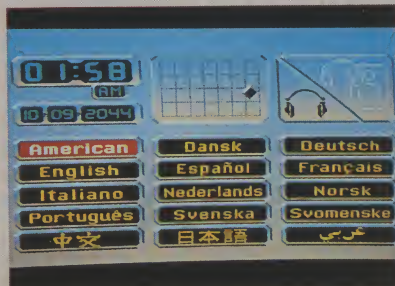 01:58
AM
10-09-2044
American Dansk Deutsch
English Español Français
Italiano Nederlands Norsk
Português Svenska Svomenske
中文 日本語 عربي